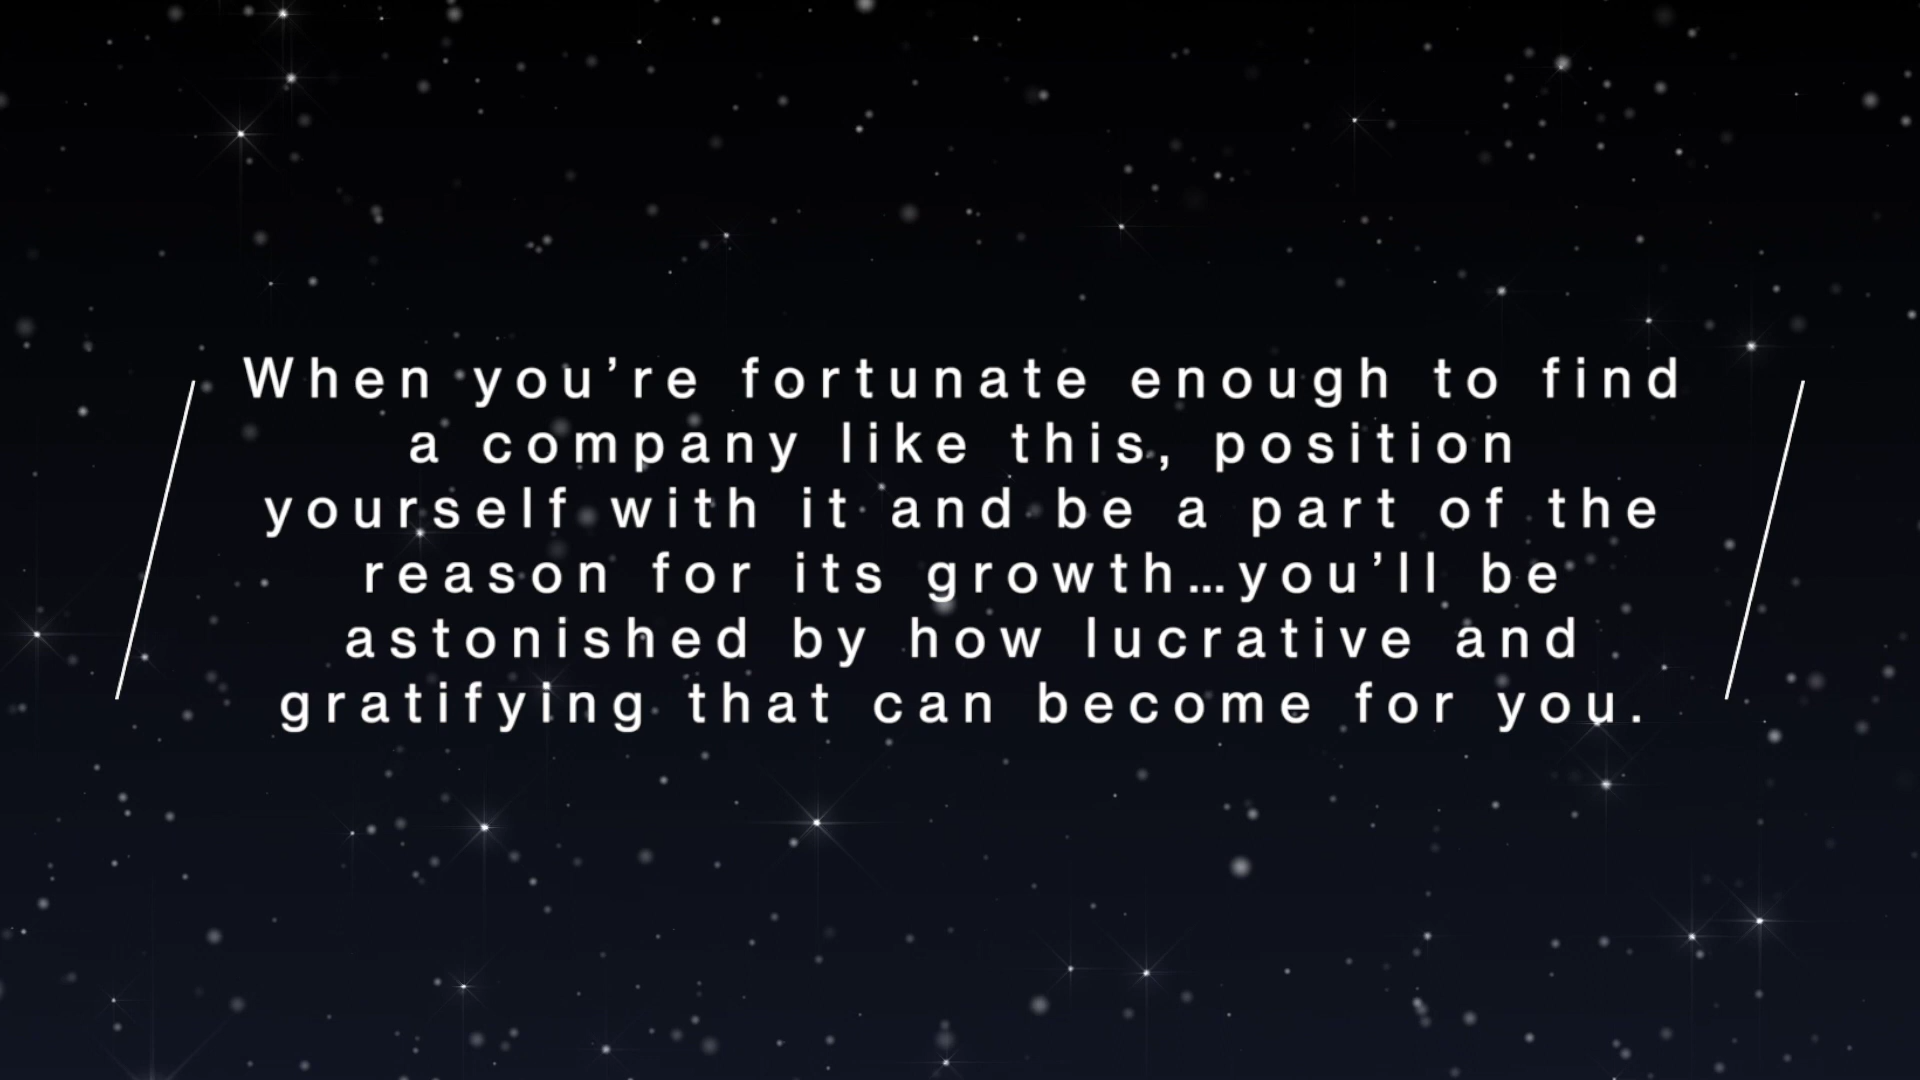 When you’re fortunate enough to find
a company like this, position
yourself with it and be a part of the
reason for its growth…you’ll be
astonished by how lucrative and
gratifying that can become for you.